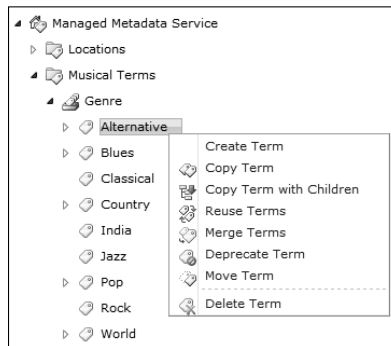 Managed Metadata Service
Locations
Musical Terms
Genre
Alternative
Blues
Classical
Country
India
Jazz
Pop
Rock
World
Create Term
Copy Term
Copy Term with Children
Reuse Terms
Merge Terms
Deprecate Term
Move Term
Delete Term